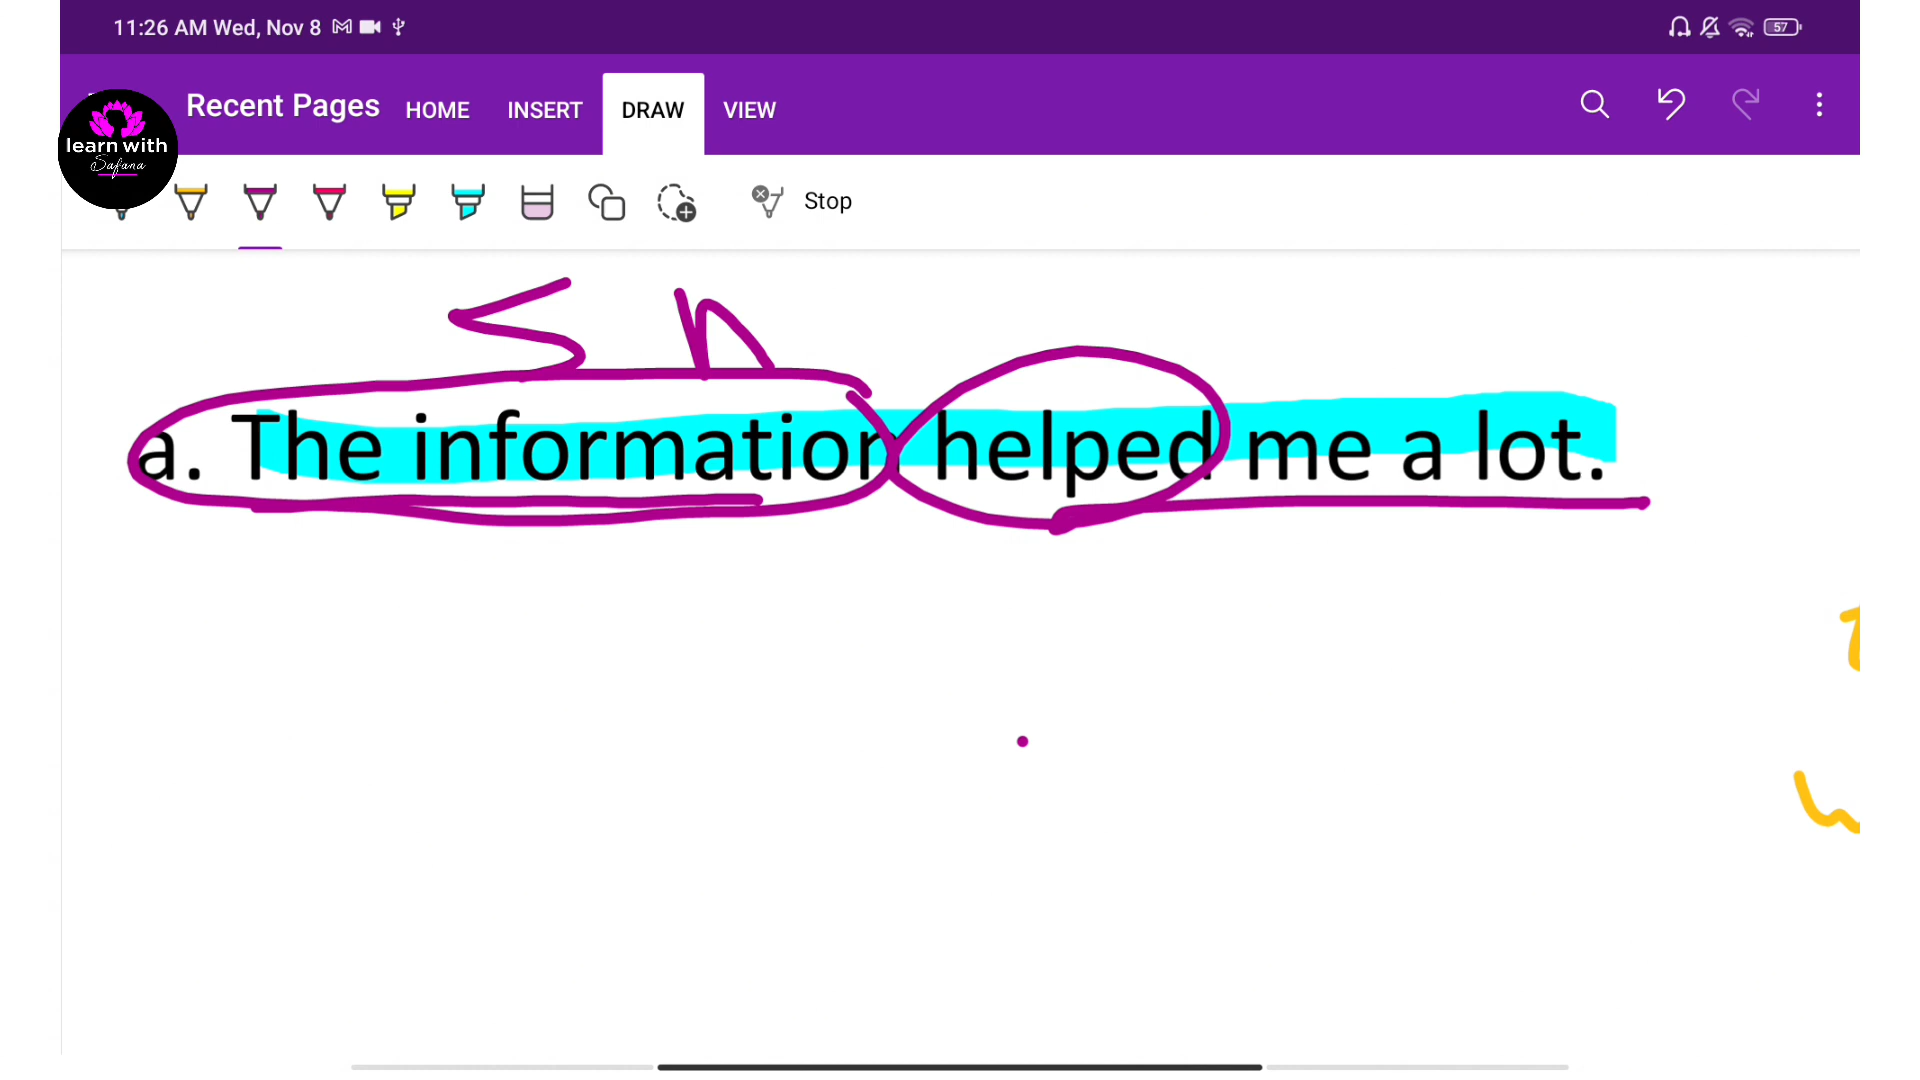 11:26 AM Wed, Nov 8 57
learn with
Safana
Recent Pages HOME INSERT DRAW VIEW
Stop
S n
a. The information helped me a lot.